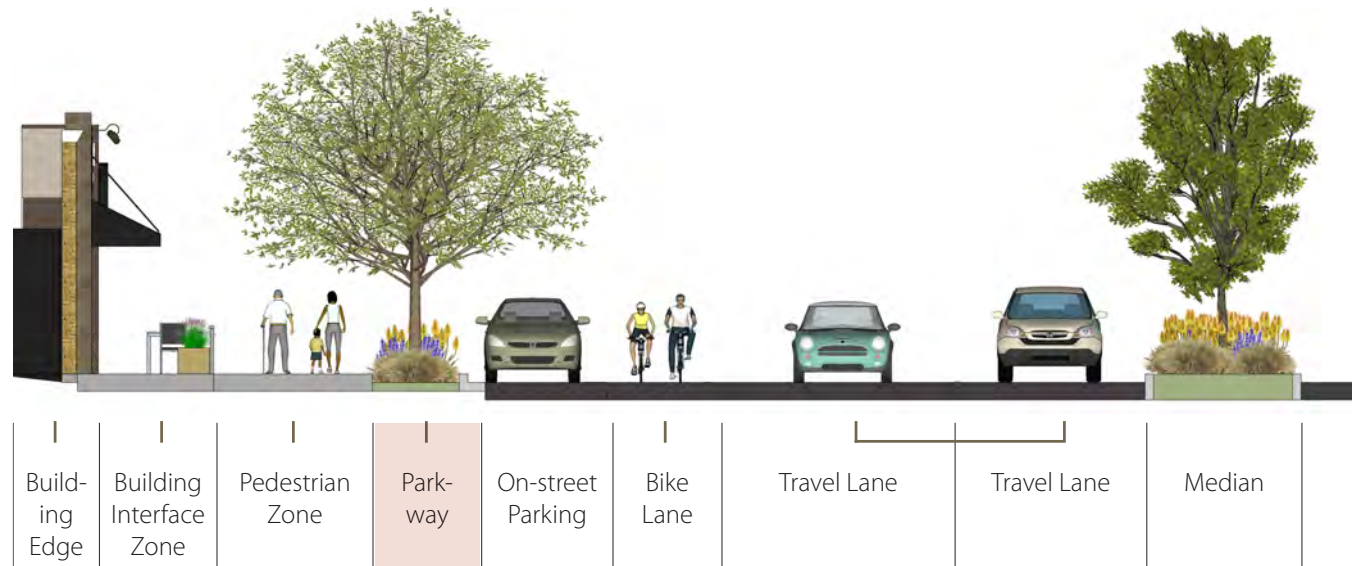 Build-
ing
Edge
Building
Interface
Zone
Pedestrian
Zone
Park-
way
On-street
Parking
Bike
Lane
Travel Lane
Travel Lane
Median